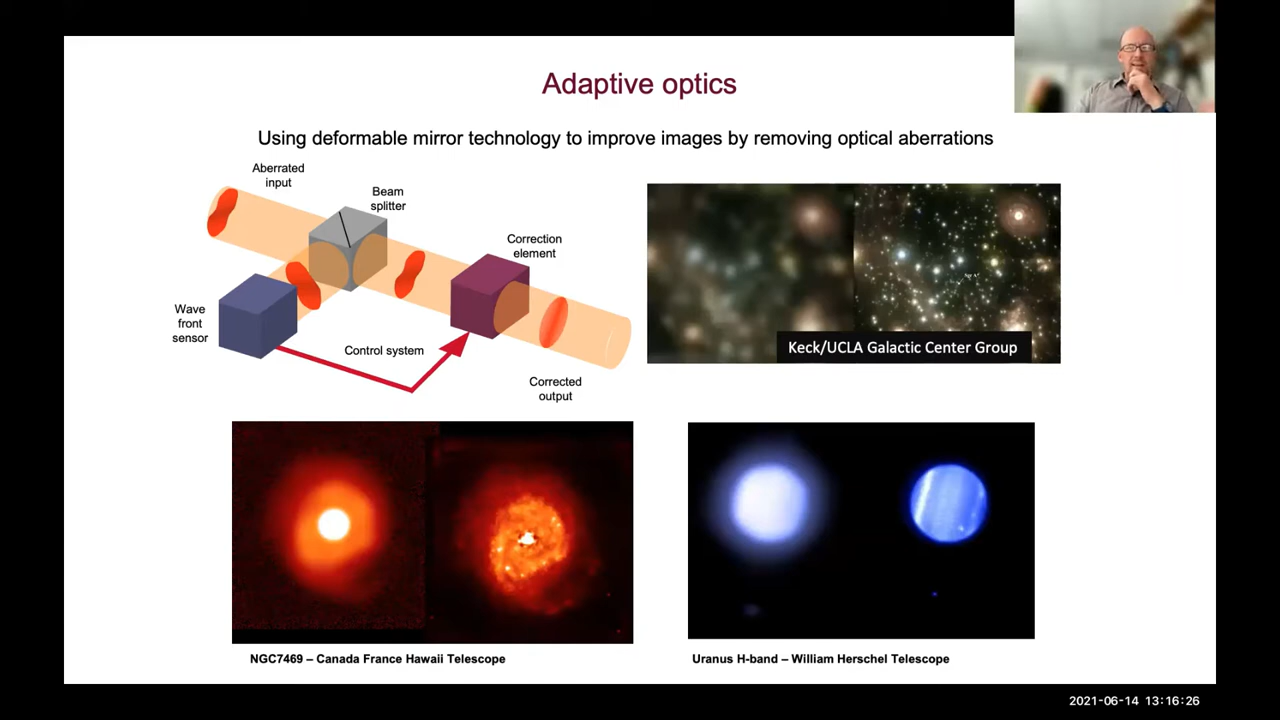 Adaptive optics
Using deformable mirror technology to improve images by removing optical aberrations
Aberrated
input
Beam
splitter
Correction
element
Wave
front
sensor
Control system
Corrected
output
Keck/UCLA Galactic Center Group
NGC7469 – Canada France Hawaii Telescope
Uranus H-band – William Herschel Telescope
2021-06-14 13:16:26